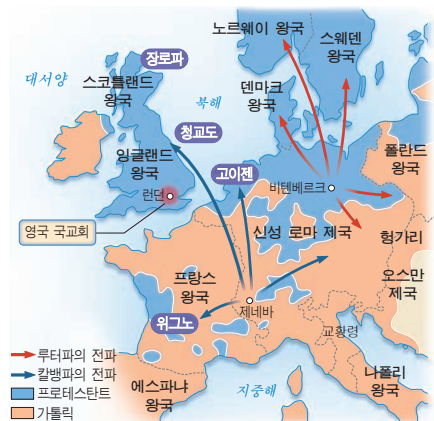 노르웨이 왕국
스웨덴
왕국
장로파
대서양
스코틀랜드
왕국
북해
덴마크
왕국
청교도
잉글랜드
왕국
고이젠
폴란드
왕국
런던
비텐베르크
영국 국교회
신성 로마 제국
헝가리
오스만
제국
프랑스
왕국
제네바
위그노
교황령
루터파의 전파
칼뱅파의 전파
프로테스탄트
가톨릭
에스파냐
왕국
지중해
나폴리
왕국